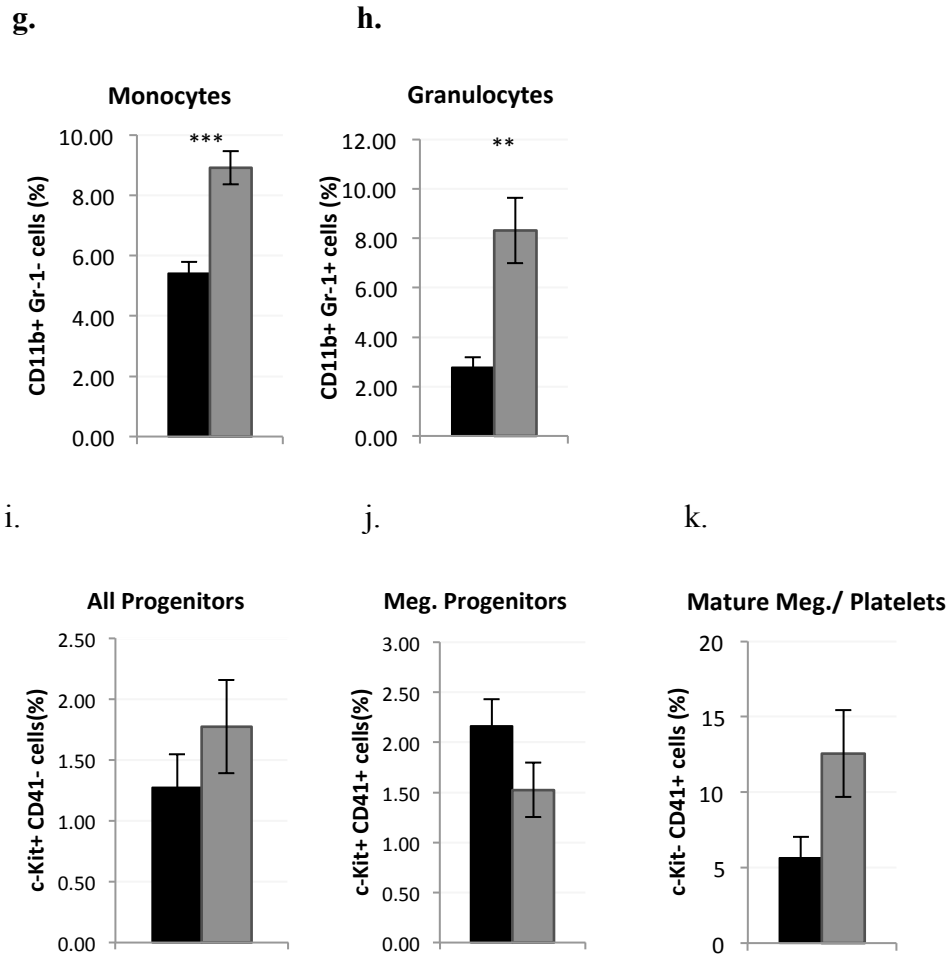 g.
h.
Monocytes
Granulocytes
CD11b+ Gr-1- cells (%)
10.00
8.00
6.00
4.00
2.00
0.00
***
CD11b+ Gr-1+ cells (%)
12.00
10.00
8.00
6.00
4.00
2.00
0.00
**
i.
j.
k.
All Progenitors
Meg. Progenitors
Mature Meg./ Platelets
c-Kit+ CD41- cells(%)
2.50
2.00
1.50
1.00
0.50
0.00
c-Kit+ CD41+ cells(%)
3.00
2.50
2.00
1.50
1.00
0.50
0.00
c-Kit- CD41+ cells (%)
20
15
10
5
0